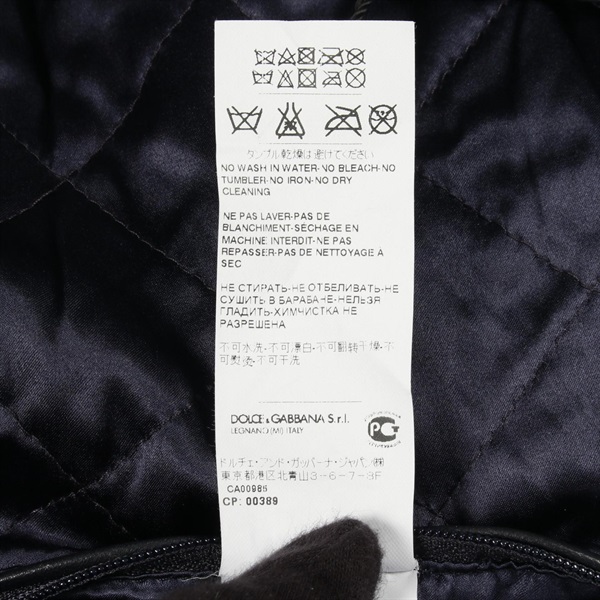 タンブル乾燥は避けてください
NO WASH IN WATER-NO BLEACH-NO
TUMBLER-NO IRON-NO DRY
CLEANING
NE PAS LAVER-PAS DE
BLANCHIMENT-SÉCHAGE EN
MACHINE INTERDIT-NE PAS
REPASSER-PAS DE NETTOYAGE À
SEC
НЕ СТИРАТЬ-НЕ ОТБЕЛИВАТЬ-НЕ
СУШИТЬ В БАРАБАНЕ-НЕЛЬЗЯ
ГЛАДИТЬ-ХИМЧИСТКА НЕ
РАЗРЕШЕНА
不可水洗-不可漂白-不可翻转干燥-不
可熨烫-不可干洗
DOLCE & GABBANA S.r.l.
LEGNANO (MI) ITALY
ドルチェ・アンド・ガッバーナ・ジャパン㈱
東京都港区北青山3-6-7-9F
CA00986
CP: 00389